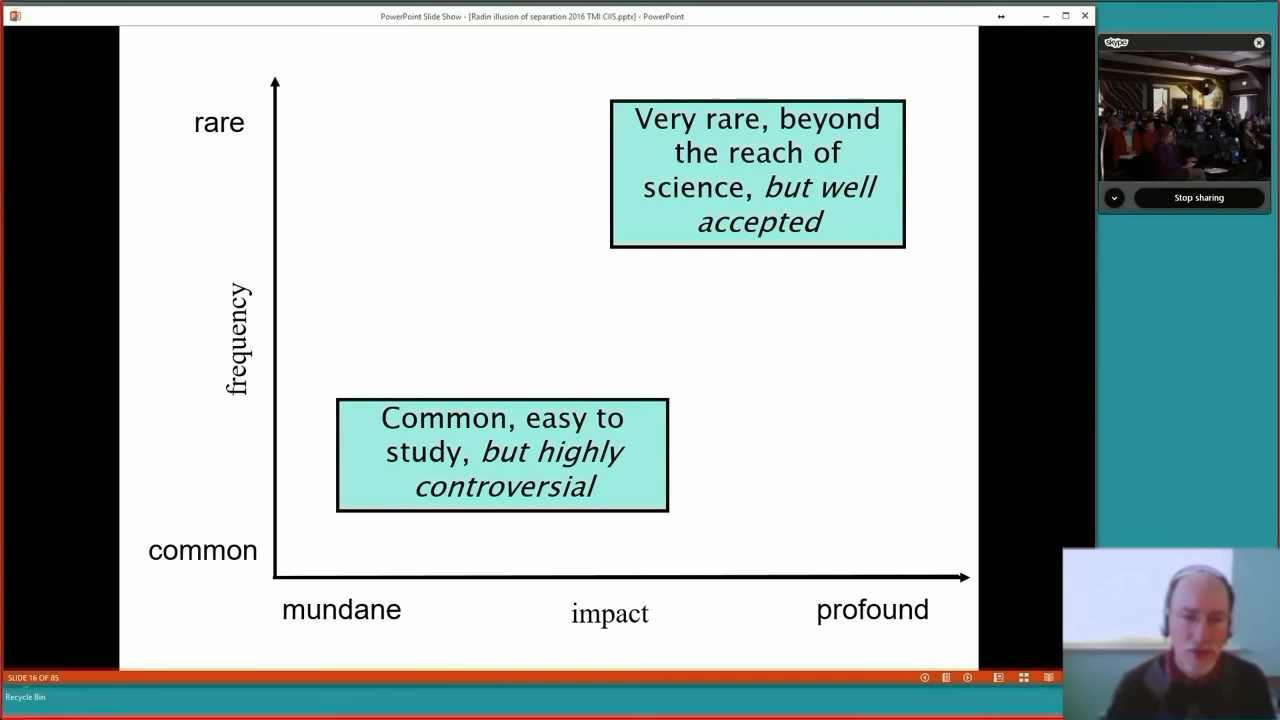 PowerPoint Slide Show - [Radin illusion of separation 2016 TMI CIIS.pptx] - PowerPoint
skype
Stop sharing
rare
Very rare, beyond
the reach of
science, but well
accepted
frequency
Common, easy to
study, but highly
controversial
common
mundane
impact
profound
SLIDE 16 OF 85
Recycle Bin